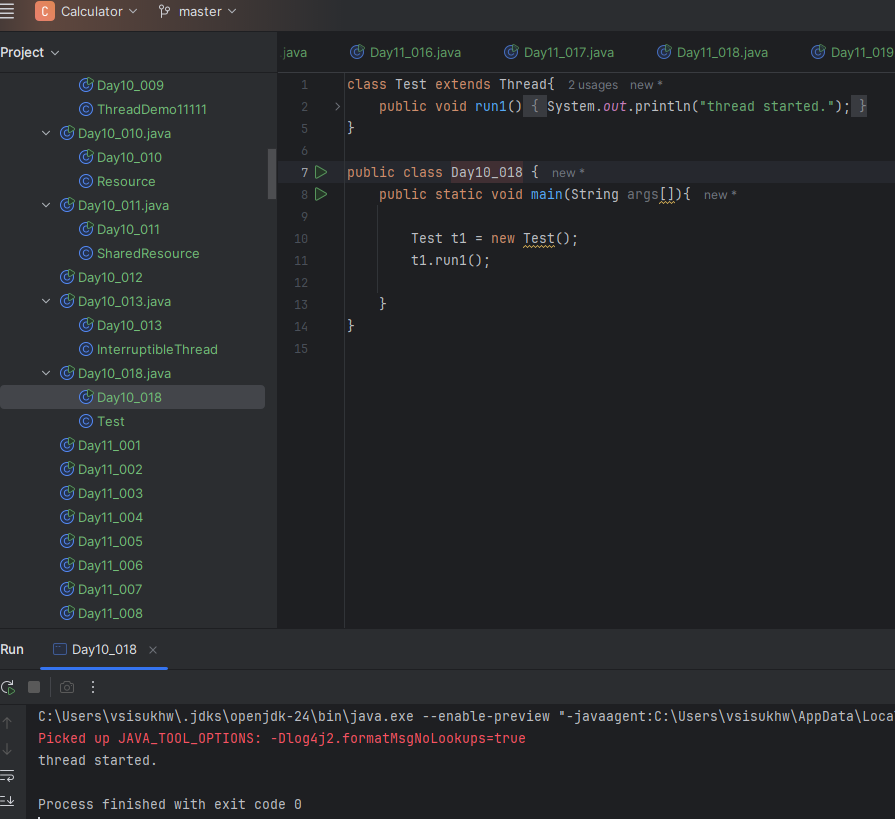 C Calculator master
Project
Day10_009
ThreadDemo11111
Day10_010.java
Day10_010
Resource
Day10_011.java
Day10_011
SharedResource
Day10_012
Day10_013.java
Day10_013
InterruptibleThread
Day10_018.java
Day10_018
Test
Day11_001
Day11_002
Day11_003
Day11_004
Day11_005
Day11_006
Day11_007
Day11_008
java Day11_016.java Day11_017.java Day11_018.java Day11_019
1 class Test extends Thread{ 2 usages new *
2 public void run1() { System.out.println("thread started."); }
5 }
6
7 public class Day10_018 { new *
8 public static void main(String args[]){ new *
9
10 Test t1 = new Test();
11 t1.run1();
12
13 }
14 }
15
Run Day10_018
C:\Users\vsisukhw\.jdks\openjdk-24\bin\java.exe --enable-preview "-javaagent:C:\Users\vsisukhw\AppData\Loca
Picked up JAVA_TOOL_OPTIONS: -Dlog4j2.formatMsgNoLookups=true
thread started.
Process finished with exit code 0